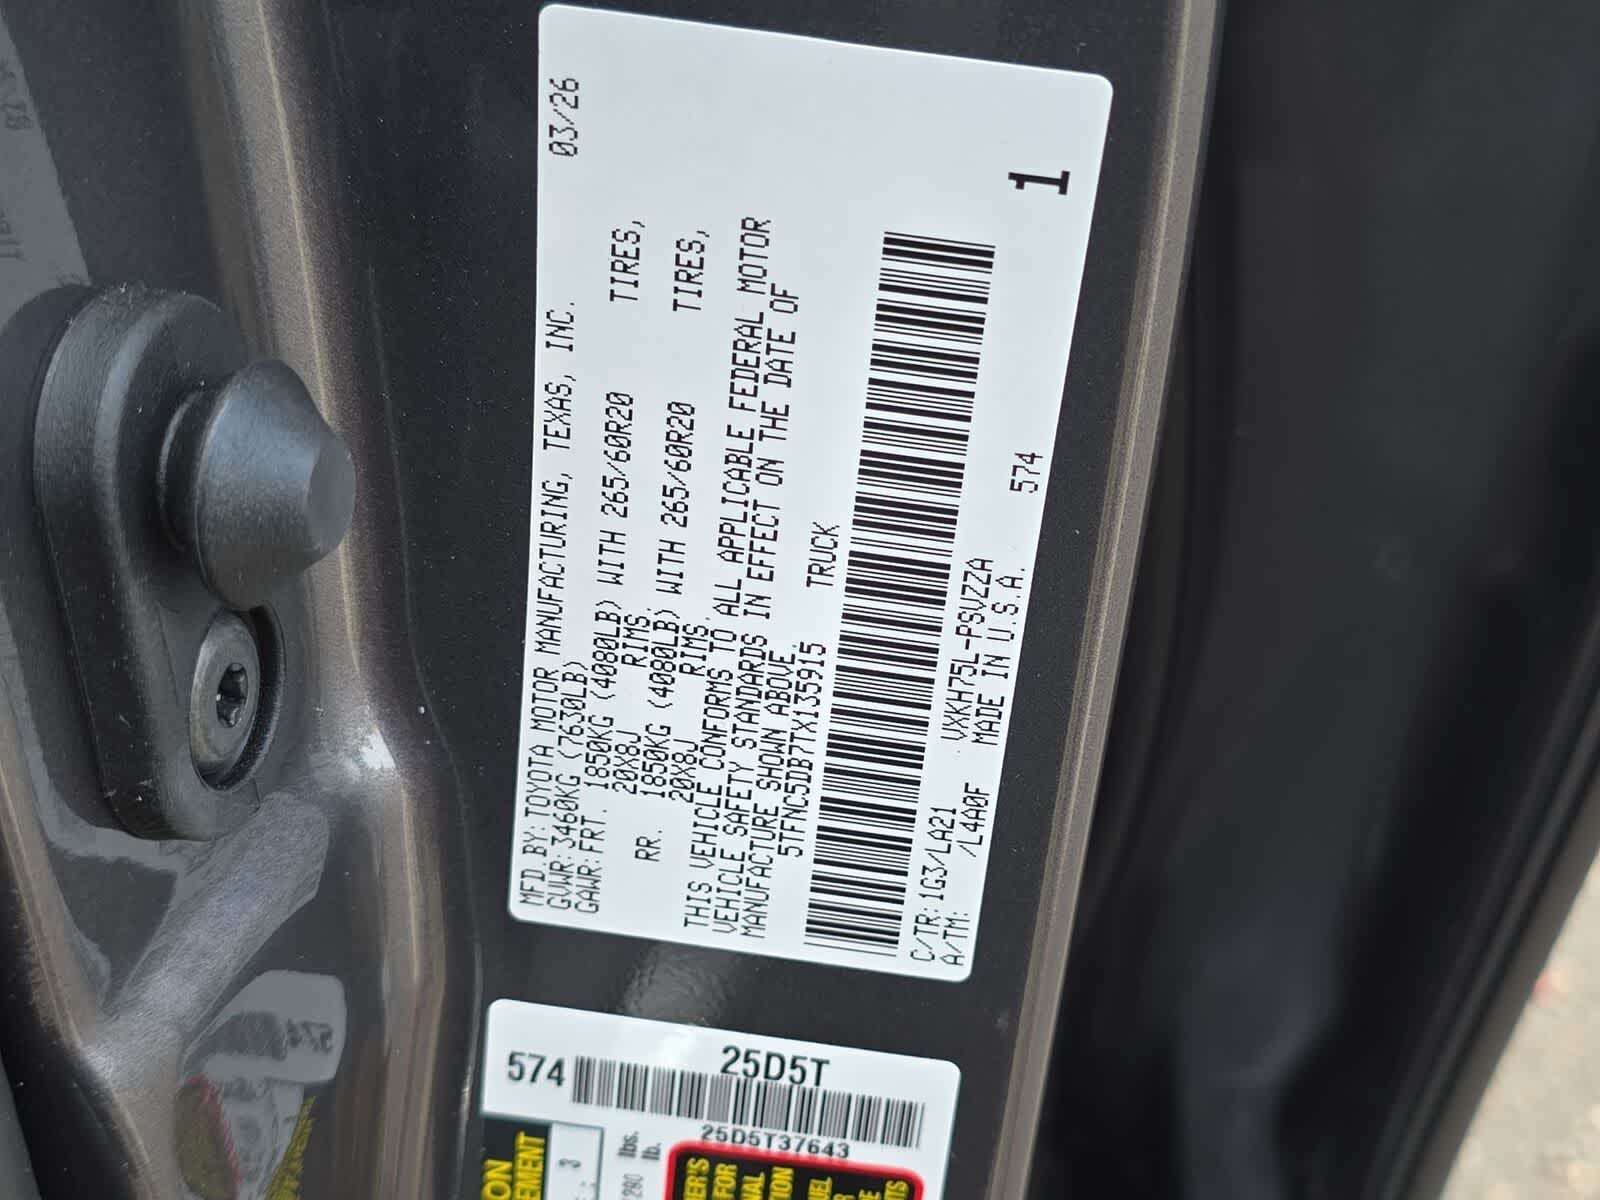 MFD.BY:TOYOTA MOTOR MANUFACTURING, TEXAS, INC. 03/26
GVWR:3460KG (7630LB)
GAWR:FRT. 1850KG (4080LB) WITH 265/60R20 TIRES,
20X8J RIMS.
RR. 1850KG (4080LB) WITH 265/60R20 TIRES,
20X8J RIMS.
THIS VEHICLE CONFORMS TO ALL APPLICABLE FEDERAL MOTOR
VEHICLE SAFETY STANDARDS IN EFFECT ON THE DATE OF
MANUFACTURE SHOWN ABOVE.
5TFNC5DB7TX135915 TRUCK
C/TR:1G3/LA21 VXKH75L-PSVZZA 574
A/TM: /L4A0F MADE IN U.S.A.
1
574
25D5T
25D5T37643
lbs.
lb.